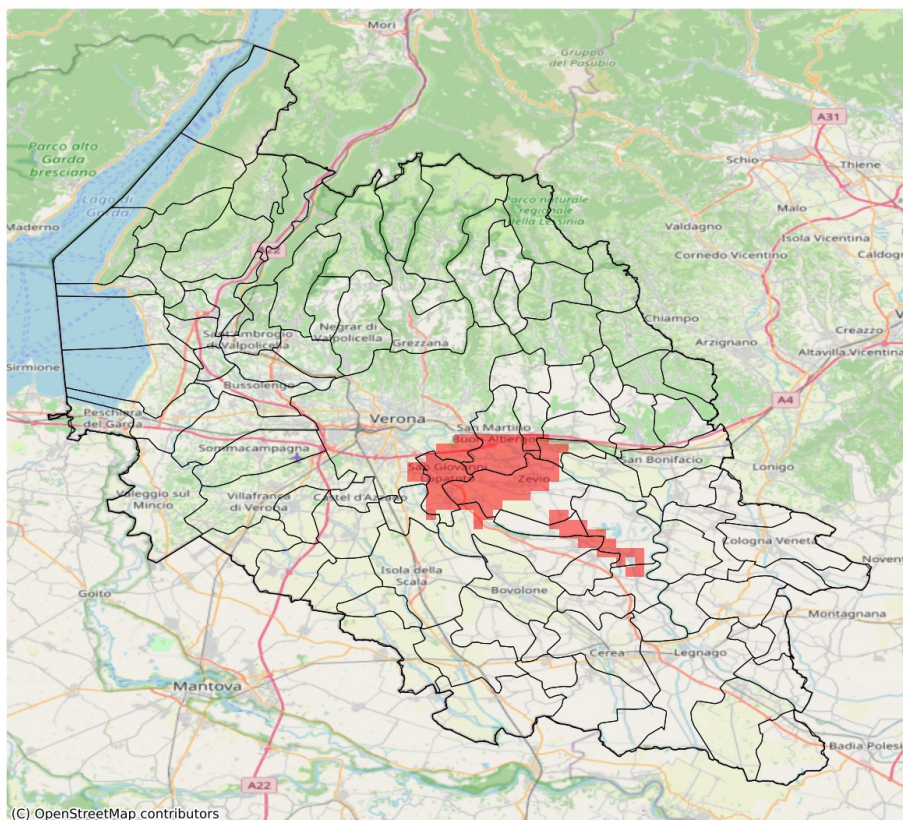 Mori
Gruppo
del Pasubio
A31
Parco alto
Garda
bresciano
Schio
Thiene
Lago di
Garda
Parco naturale
regionale
della Lessinia
Malo
Maderno
Valdagno
Isola Vicentina
Cornedo Vicentino
Caldogn
Chiampo
Negrar di
Valpolicella
Sant'Ambrogio
di Valpolicella
Grezzana
Arzignano
Creazzo
Altavilla Vicentina
Sirmione
Bussolengo
A4
Peschiera
del Garda
Verona
San Martino
Buon Albergo
Sommacampagna
San Giovanni
Lupatoto
Zevio
San Bonifacio
Lonigo
Valeggio sul
Mincio
Villafranca
di Verona
Castel d'Azzano
Cologna Veneta
Isola della
Scala
Bovolone
Goito
Montagnana
Cerea
Legnago
Mantova
Badia Polesi
A22
(C) OpenStreetMap contributors